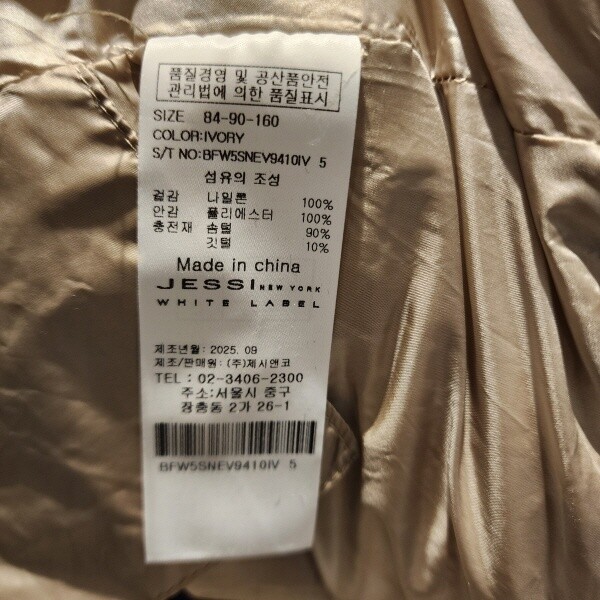 품질경영 및 공산품안전
관리법에 의한 품질표시
SIZE 84-90-160
COLOR:IVORY
S/T NO:BFW5SNEV9410IV 5
섬유의 조성
겉감 나일론 100%
안감 폴리에스터 100%
충전재 솜털 90%
깃털 10%
Made in china
JESSI NEW YORK
WHITE LABEL
제조년월: 2025. 09
제조/판매원: (주)제시앤코
TEL : 02-3406-2300
주소:서울시 중구
장충동 2가 26-1
BFW5SNEV9410IV 5